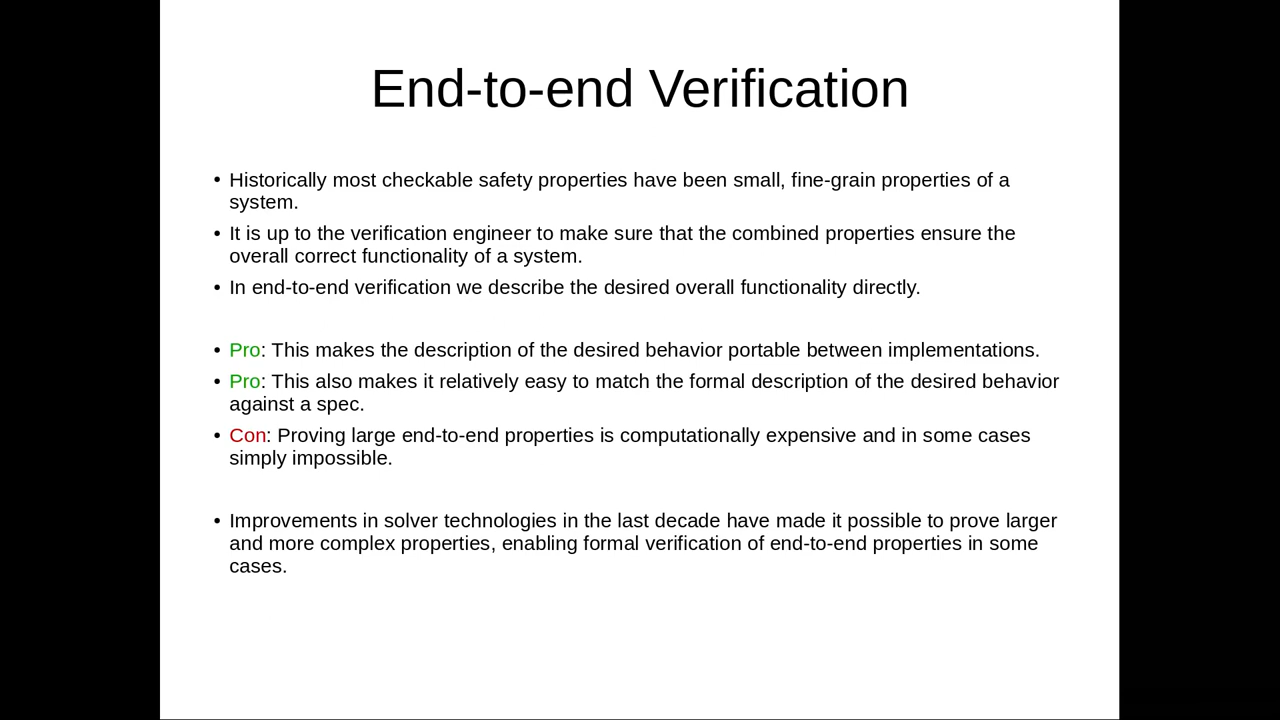 End-to-end Verification
• Historically most checkable safety properties have been small, fine-grain properties of a
system.
• It is up to the verification engineer to make sure that the combined properties ensure the
overall correct functionality of a system.
• In end-to-end verification we describe the desired overall functionality directly.
• Pro: This makes the description of the desired behavior portable between implementations.
• Pro: This also makes it relatively easy to match the formal description of the desired behavior
against a spec.
• Con: Proving large end-to-end properties is computationally expensive and in some cases
simply impossible.
• Improvements in solver technologies in the last decade have made it possible to prove larger
and more complex properties, enabling formal verification of end-to-end properties in some
cases.